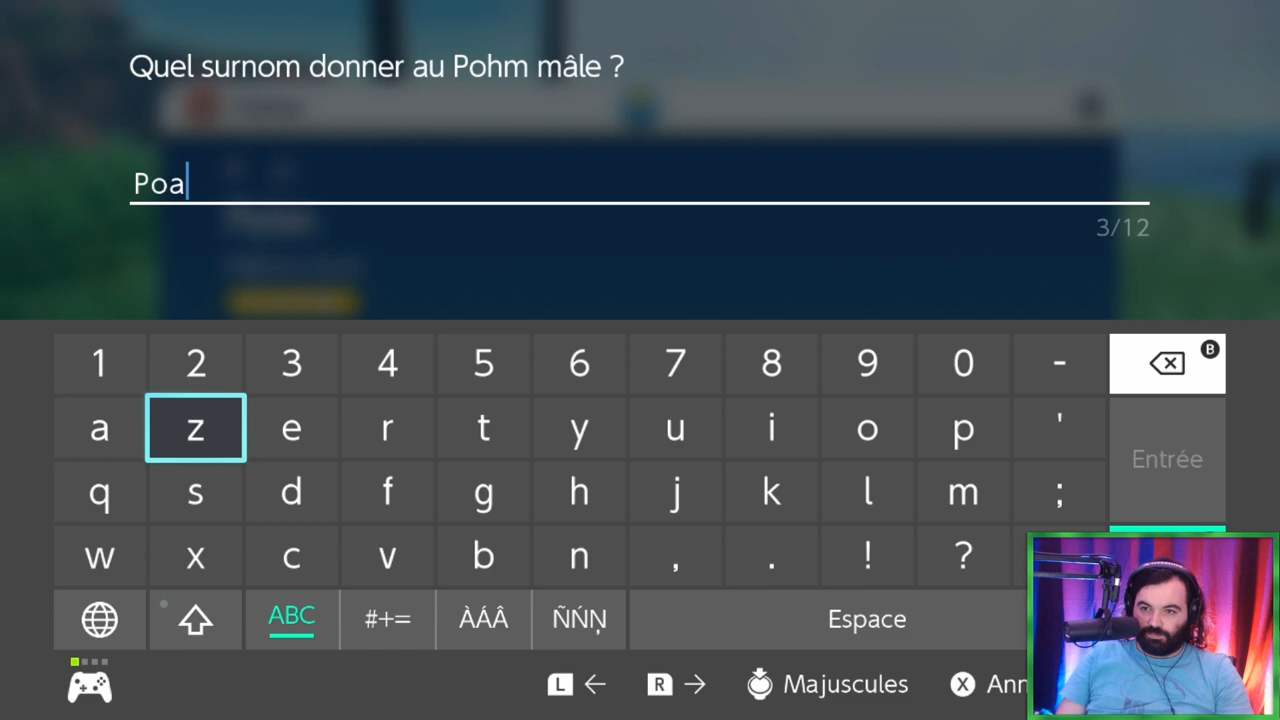 Quel surnom donner au Pohm mâle ?
Poa
3/12
1 2 3 4 5 6 7 8 9 0 -
B
a z e r t y u i o p '
Entrée
q s d f g h j k l m ;
w x c v b n , . ! ?
ABC #+= ÀÁÂ ÑŃŅ Espace
L ← R → Majuscules X Ann